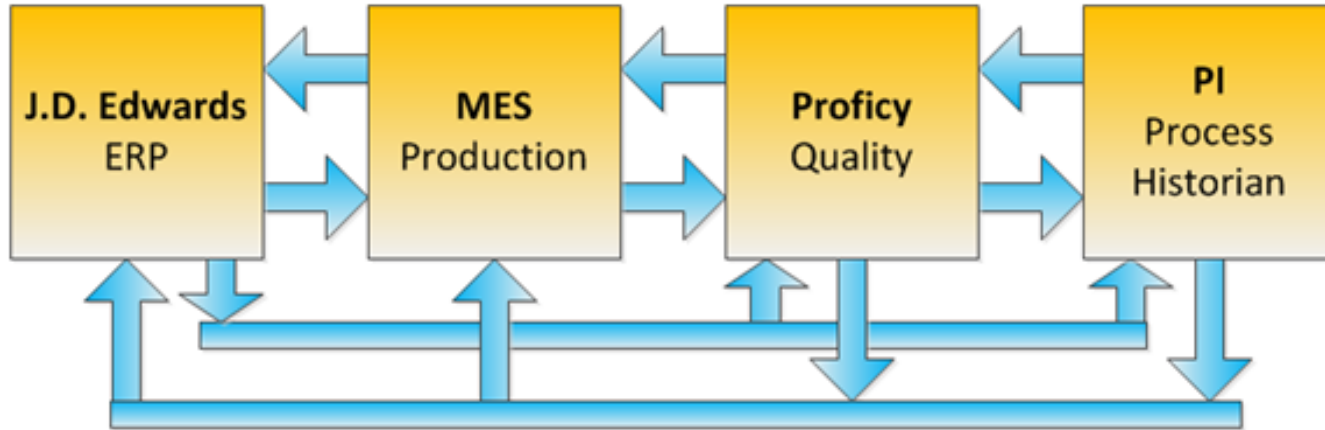 J.D. Edwards
ERP
MES
Production
Proficy
Quality
PI
Process
Historian